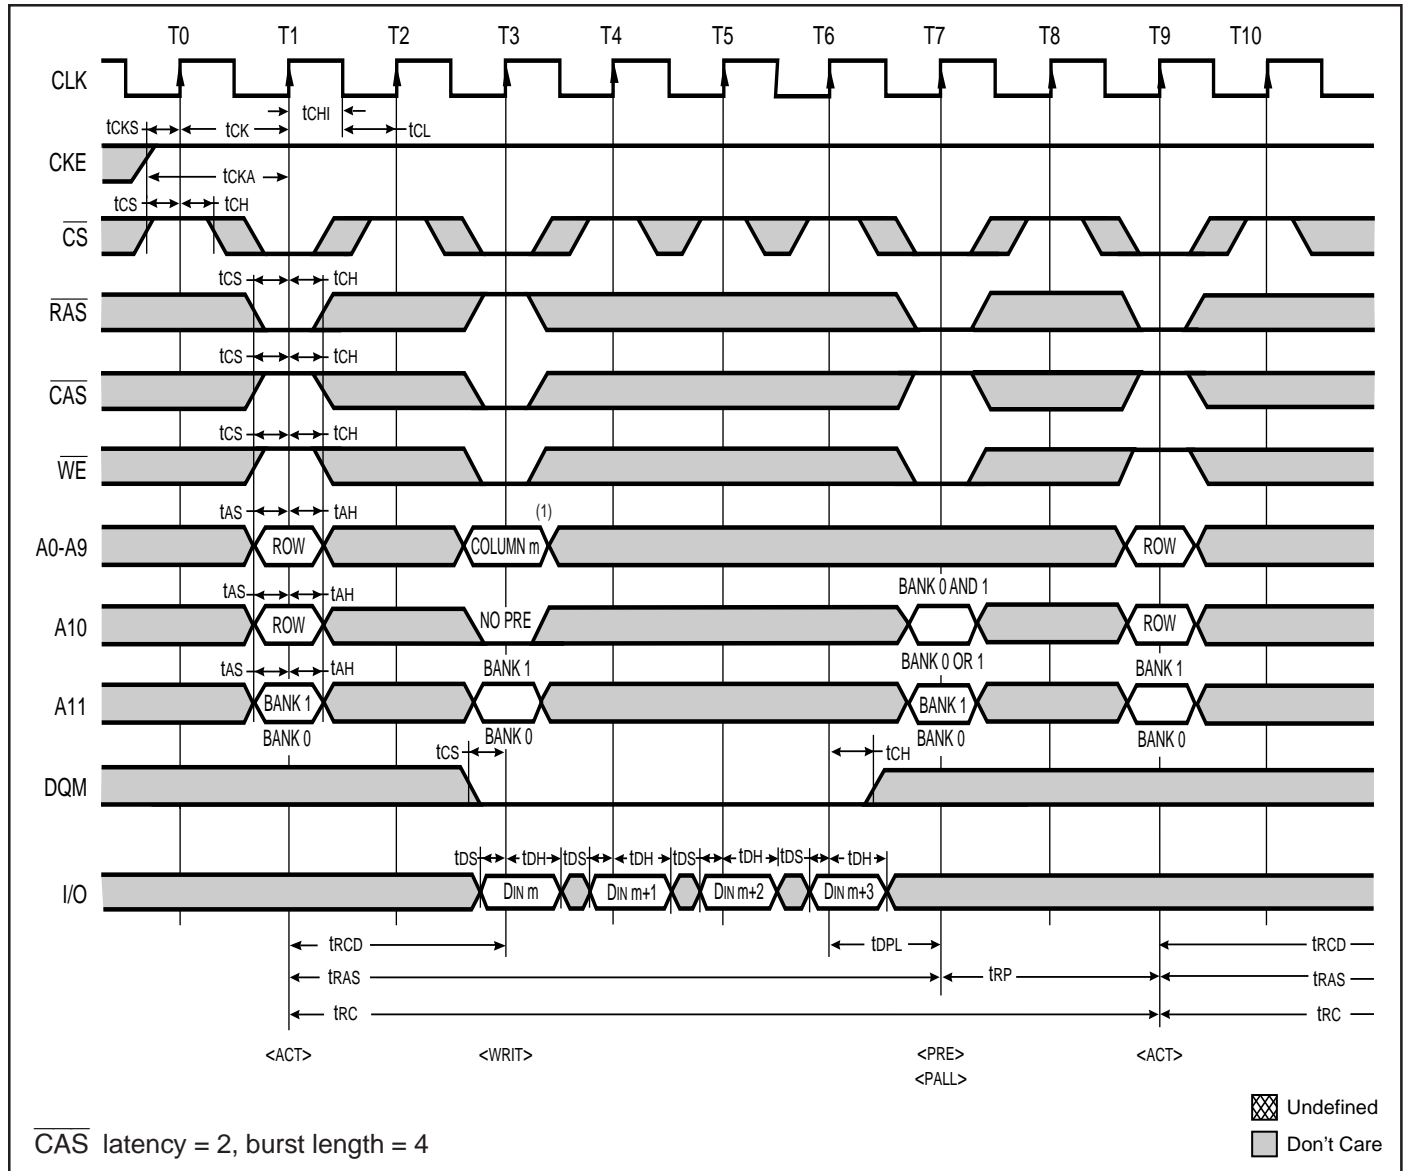 T0 T1 T2 T3 T4 T5 T6 T7 T8 T9 T10
CLK
tCHI
tCKS tCK tCL
CKE
tCKA
tCS tCH
CS
tCS tCH
RAS
tCS tCH
CAS
tCS tCH
WE
tAS tAH (1)
A0-A9 ROW COLUMN m ROW
tAS tAH BANK 0 AND 1
A10 ROW NO PRE ROW
tAS tAH BANK 1 BANK 0 OR 1 BANK 1
A11 BANK 1 BANK 1
BANK 0 BANK 0 BANK 0 BANK 0
tCS tCH
DQM
tDS tDH tDS tDH tDS tDH tDS tDH
I/O DIN m DIN m+1 DIN m+2 DIN m+3
tRCD tDPL tRCD
tRAS tRP tRAS
tRC tRC
<ACT> <WRIT> <PRE> <ACT>
<PALL>
Undefined
CAS latency = 2, burst length = 4 Don't Care